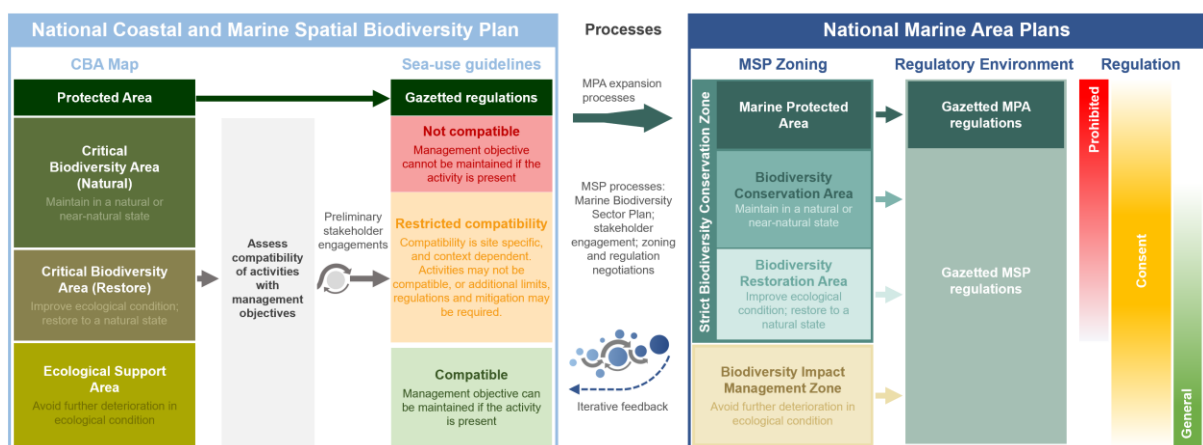 National Coastal and Marine Spatial Biodiversity Plan
CBA Map
Sea-use guidelines
Protected Area
Gazetted regulations
Critical
Biodiversity Area
(Natural)
Maintain in a natural or
near-natural state
Critical Biodiversity
Area (Restore)
Improve ecological condition;
restore to a natural state
Ecological Support
Area
Avoid further deterioration in
ecological condition
Assess
compatibility
of activities
with
management
objectives
Preliminary
stakeholder
engagements
Not compatible
Management objective
cannot be maintained if the
activity is present
Restricted compatibility
Compatibility is site specific,
and context dependent.
Activities may not be
compatible, or additional limits,
regulations and mitigation may
be required.
Compatible
Management objective can
be maintained if the activity
is present
Processes
MPA expansion
processes
MSP processes:
Marine Biodiversity
Sector Plan;
stakeholder
engagement; zoning
and regulation
negotiations
Iterative feedback
National Marine Area Plans
MSP Zoning
Regulatory Environment
Regulation
Strict Biodiversity Conservation Zone
Marine Protected
Area
Biodiversity
Conservation Area
Maintain in a natural or
near-natural state
Biodiversity
Restoration Area
Improve ecological
condition; restore to a
natural state
Biodiversity Impact
Management Zone
Avoid further deterioration in
ecological condition
Gazetted MPA
regulations
Gazetted MSP
regulations
Prohibited
Consent
General